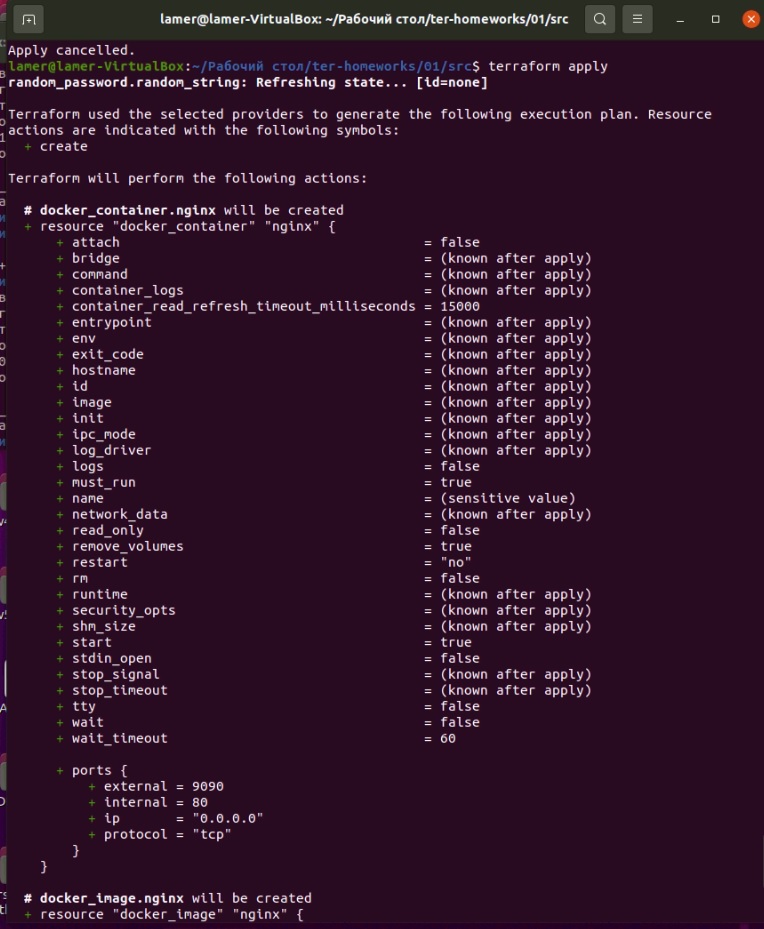 lamer@lamer-VirtualBox: ~/Рабочий стол/ter-homeworks/01/src
Apply cancelled.
lamer@lamer-VirtualBox:~/Рабочий стол/ter-homeworks/01/src$ terraform apply
random_password.random_string: Refreshing state... [id=none]
Terraform used the selected providers to generate the following execution plan. Resource
actions are indicated with the following symbols:
+ create
Terraform will perform the following actions:
# docker_container.nginx will be created
+ resource "docker_container" "nginx" {
+ attach = false
+ bridge = (known after apply)
+ command = (known after apply)
+ container_logs = (known after apply)
+ container_read_refresh_timeout_milliseconds = 15000
+ entrypoint = (known after apply)
+ env = (known after apply)
+ exit_code = (known after apply)
+ hostname = (known after apply)
+ id = (known after apply)
+ image = (known after apply)
+ init = (known after apply)
+ ipc_mode = (known after apply)
+ log_driver = (known after apply)
+ logs = false
+ must_run = true
+ name = (sensitive value)
+ network_data = (known after apply)
+ read_only = false
+ remove_volumes = true
+ restart = "no"
+ rm = false
+ runtime = (known after apply)
+ security_opts = (known after apply)
+ shm_size = (known after apply)
+ start = true
+ stdin_open = false
+ stop_signal = (known after apply)
+ stop_timeout = (known after apply)
+ tty = false
+ wait = false
+ wait_timeout = 60
+ ports {
+ external = 9090
+ internal = 80
+ ip = "0.0.0.0"
+ protocol = "tcp"
}
}
# docker_image.nginx will be created
+ resource "docker_image" "nginx" {